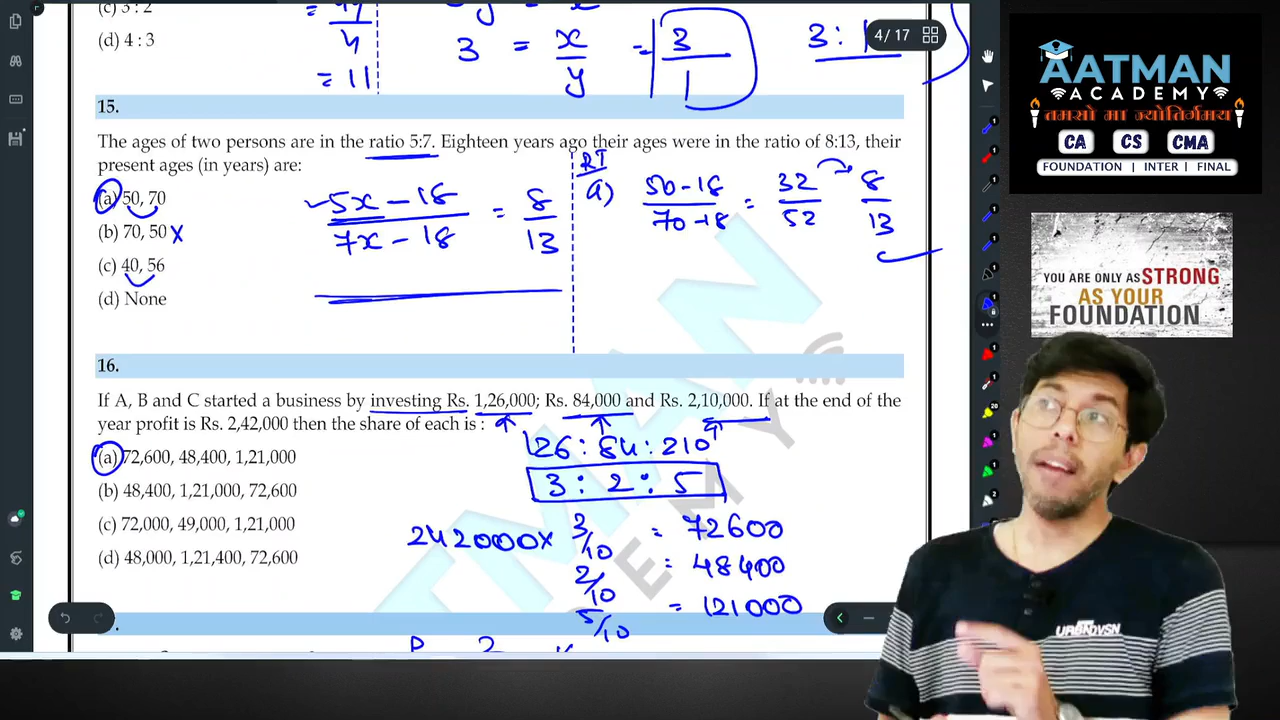 (c) 3 : 2
(d) 4 : 3
4
= 11
3 = x/y = 3/1
3 :
4 / 17
15.
The ages of two persons are in the ratio 5:7. Eighteen years ago their ages were in the ratio of 8:13, their
present ages (in years) are:
(a) 50, 70
(b) 70, 50 x
(c) 40, 56
(d) None
5x - 18 / 7x - 18 = 8/13
RT
a) 50-18 / 70-18 = 32/52 8/13
16.
If A, B and C started a business by investing Rs. 1,26,000; Rs. 84,000 and Rs. 2,10,000. If at the end of the
year profit is Rs. 2,42,000 then the share of each is :
(a) 72,600, 48,400, 1,21,000
(b) 48,400, 1,21,000, 72,600
(c) 72,000, 49,000, 1,21,000
(d) 48,000, 1,21,400, 72,600
126 : 84 : 210
3 : 2 : 5
242000 x 3/10 = 72600
2/10 = 48400
5/10 = 121000
AATMAN
ACADEMY
तमसो मा ज्योतिर्गमय
CA CS CMA
FOUNDATION | INTER | FINAL
YOU ARE ONLY AS STRONG
AS YOUR
FOUNDATION
URBNDVSN